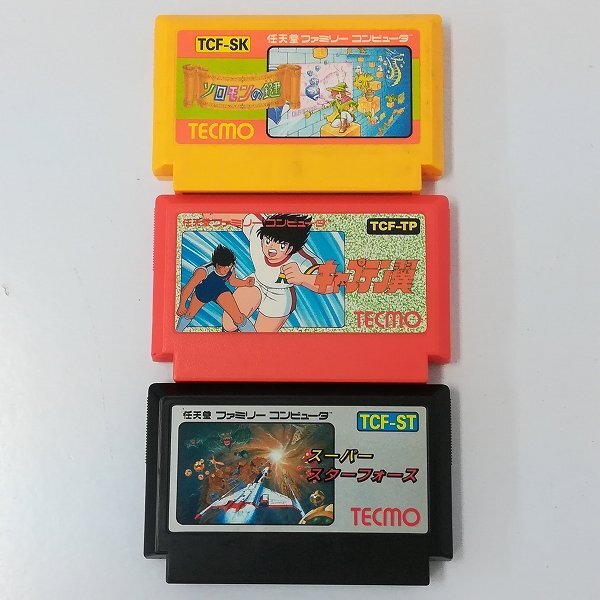 TCF-SK
任天堂 ファミリー コンピュータ
ソロモンの鍵
TECMO
任天堂 ファミリー コンピュータ
TCF-TP
キャプテン翼
TECMO
任天堂 ファミリー コンピュータ
TCF-ST
スーパー
スターフォース
TECMO